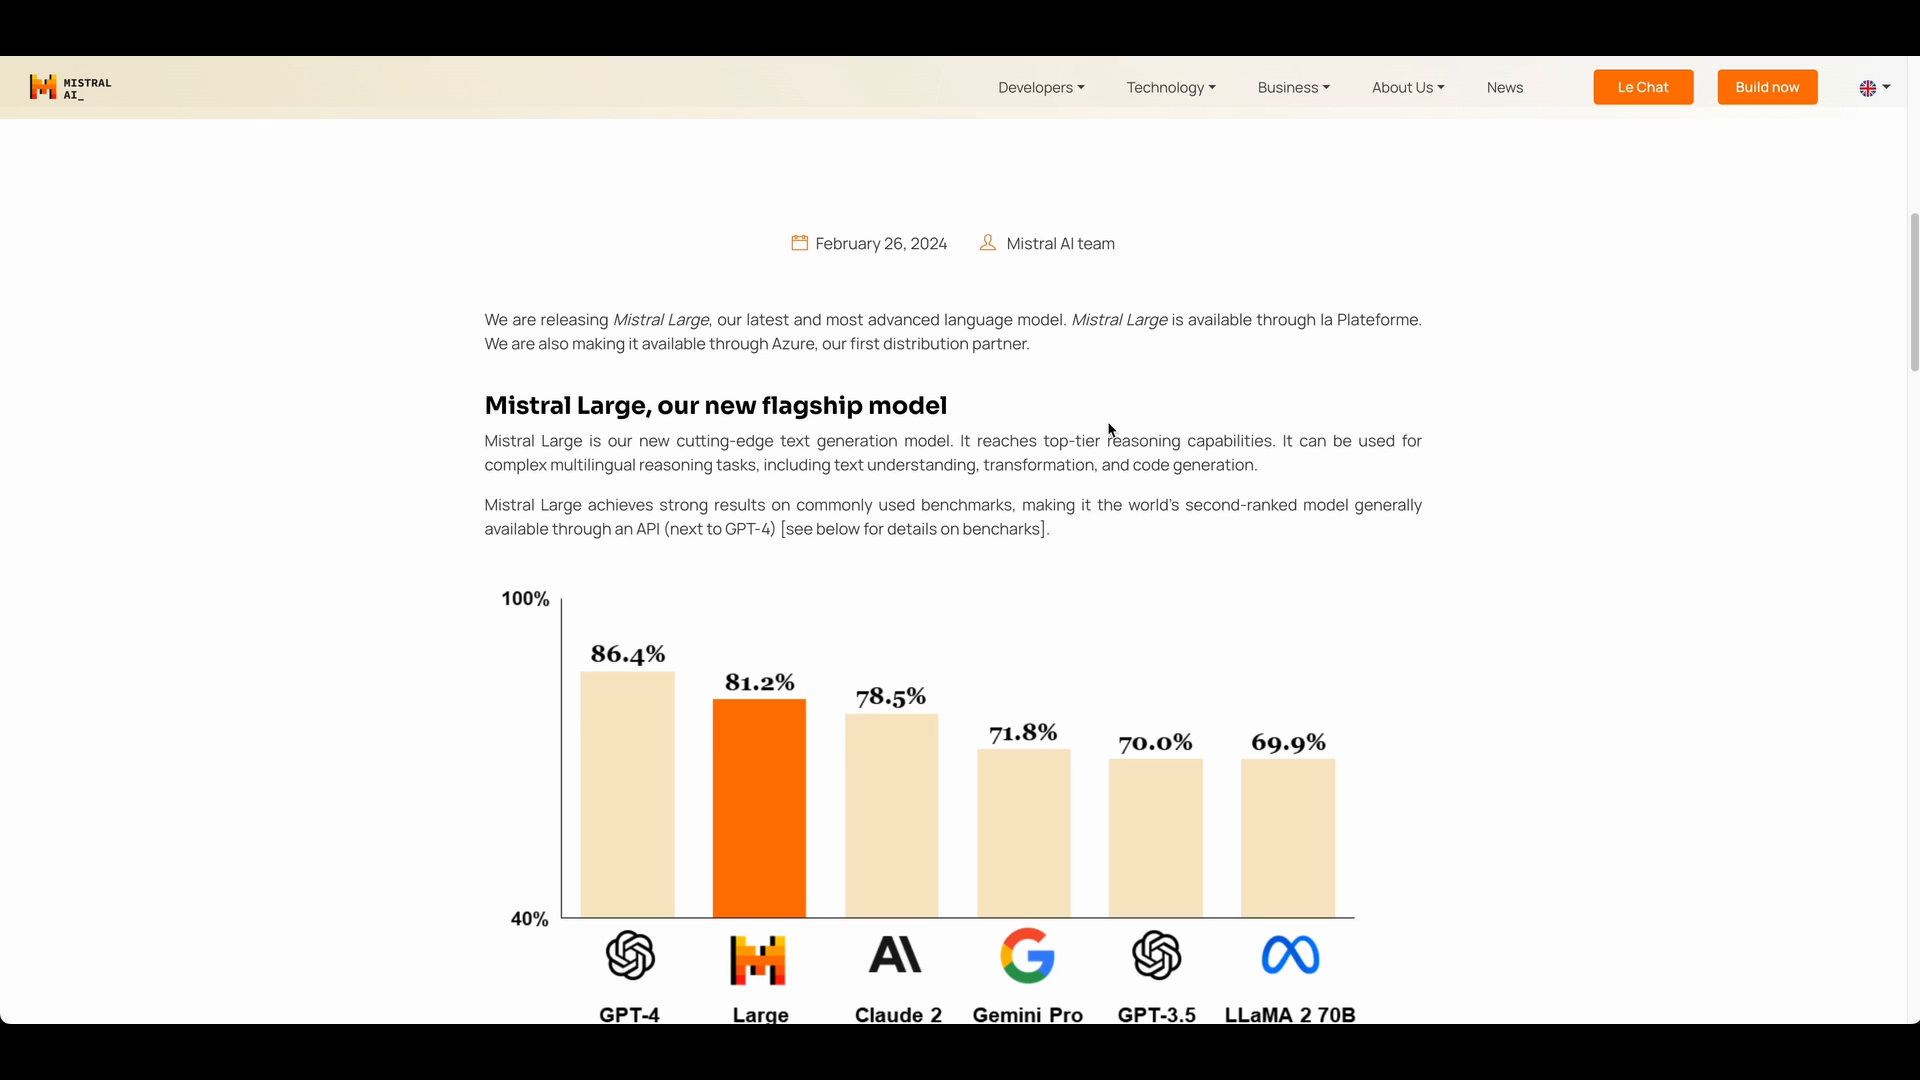 MISTRAL
AI_
Developers
Technology
Business
About Us
News
Le Chat
Build now
February 26, 2024
Mistral AI team
We are releasing Mistral Large, our latest and most advanced language model. Mistral Large is available through la Plateforme.
We are also making it available through Azure, our first distribution partner.
Mistral Large, our new flagship model
Mistral Large is our new cutting-edge text generation model. It reaches top-tier reasoning capabilities. It can be used for
complex multilingual reasoning tasks, including text understanding, transformation, and code generation.
Mistral Large achieves strong results on commonly used benchmarks, making it the world's second-ranked model generally
available through an API (next to GPT-4) [see below for details on bencharks].
100%
86.4%
81.2%
78.5%
71.8%
70.0%
69.9%
40%
GPT-4
Large
Claude 2
Gemini Pro
GPT-3.5
LLaMA 2 70B